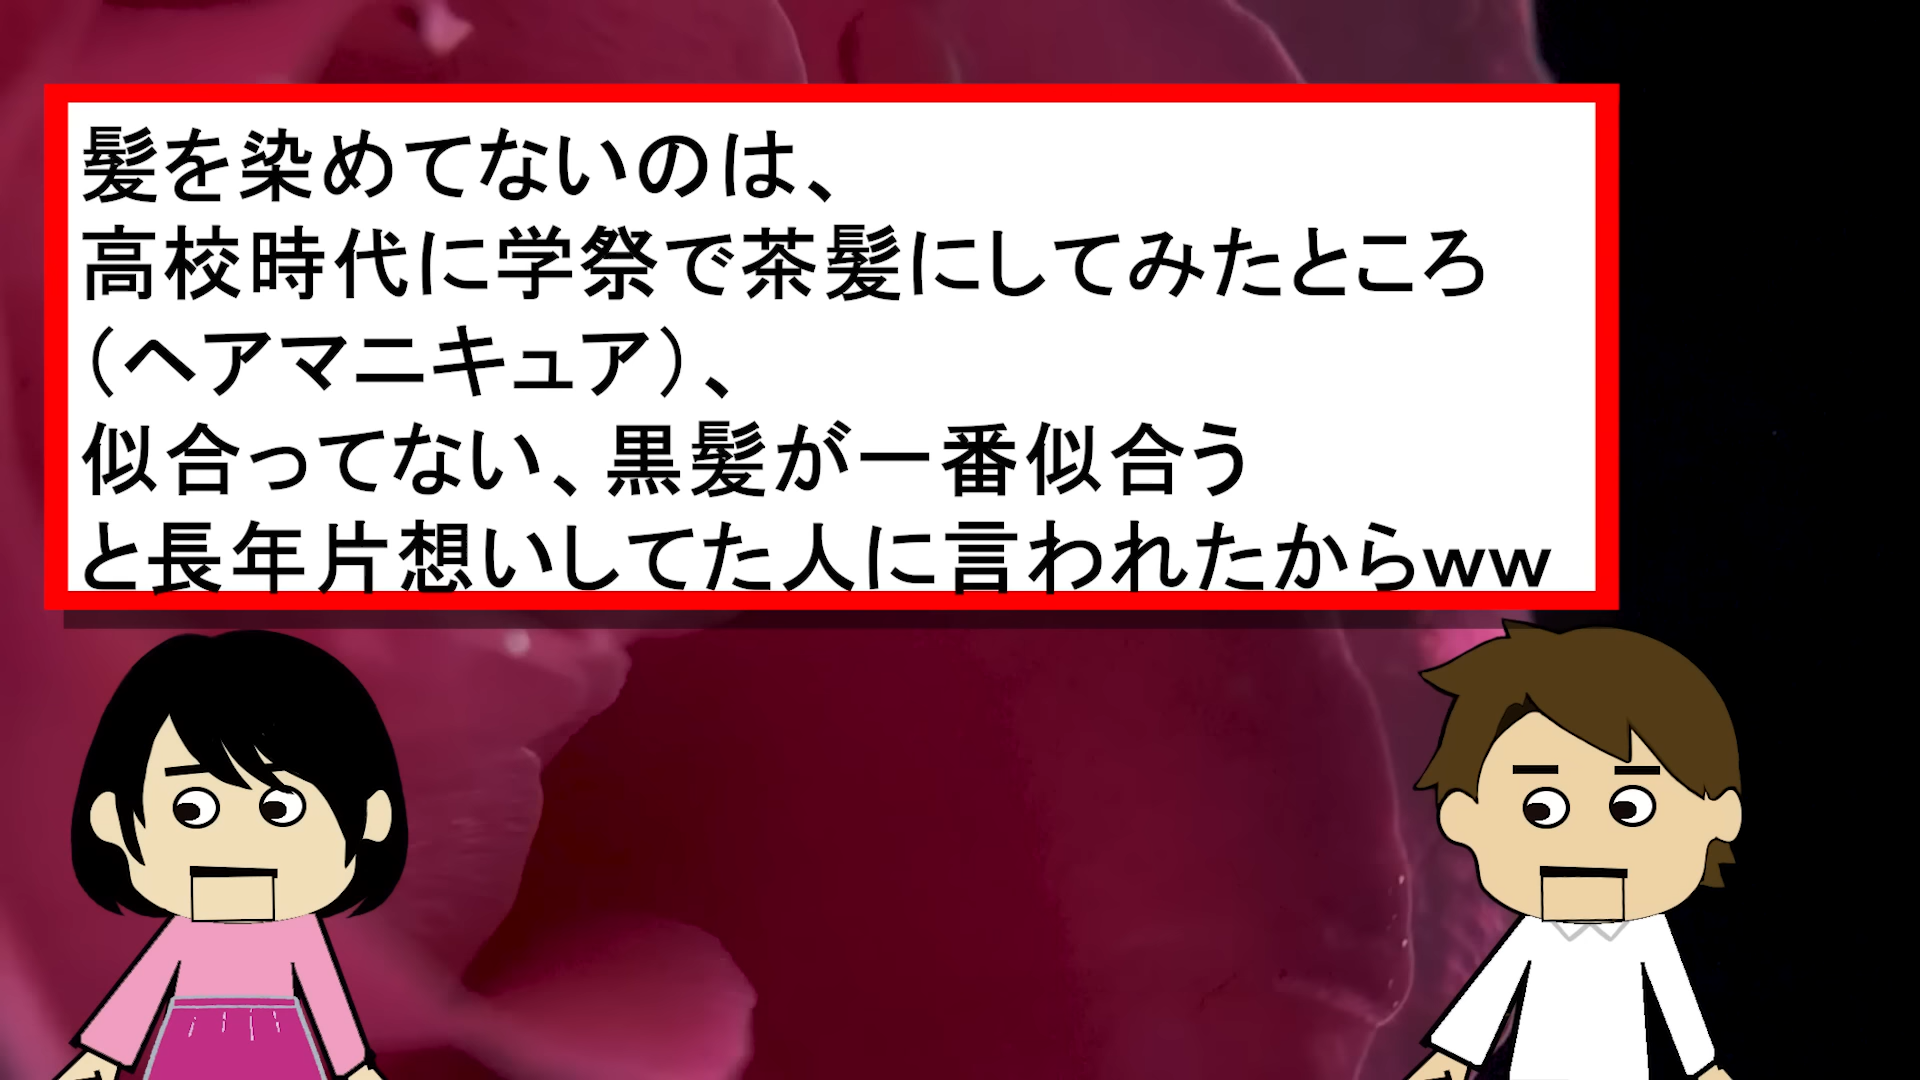 髪を染めてないのは、
高校時代に学祭で茶髪にしてみたところ
（ヘアマニキュア）、
似合ってない、黒髪が一番似合う
と長年片想いしてた人に言われたからｗｗ